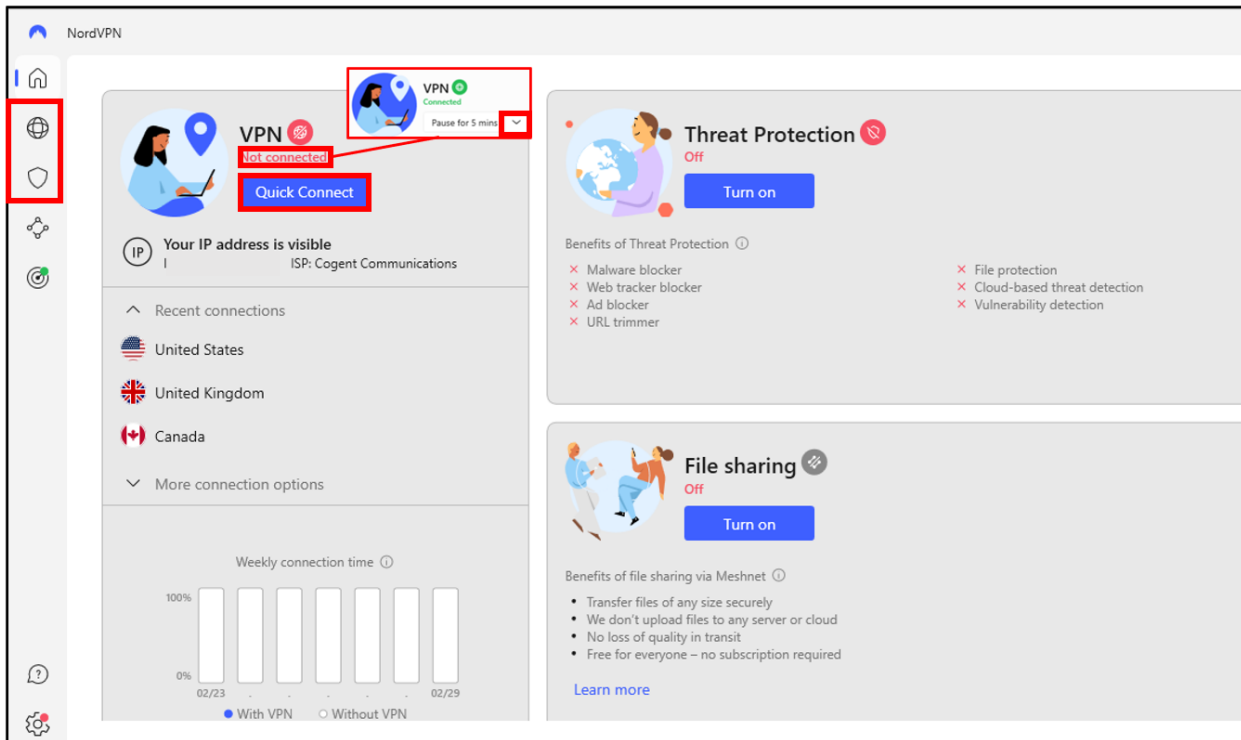 NordVPN
VPN
Connected
Pause for 5 mins
VPN
Not connected
Quick Connect
IP
Your IP address is visible
I
ISP: Cogent Communications
Recent connections
United States
United Kingdom
Canada
More connection options
Weekly connection time
100%
0%
02/23 . . . . . 02/29
With VPN Without VPN
Threat Protection
Off
Turn on
Benefits of Threat Protection
Malware blocker
Web tracker blocker
Ad blocker
URL trimmer
File protection
Cloud-based threat detection
Vulnerability detection
File sharing
Off
Turn on
Benefits of file sharing via Meshnet
• Transfer files of any size securely
• We don't upload files to any server or cloud
• No loss of quality in transit
• Free for everyone – no subscription required
Learn more